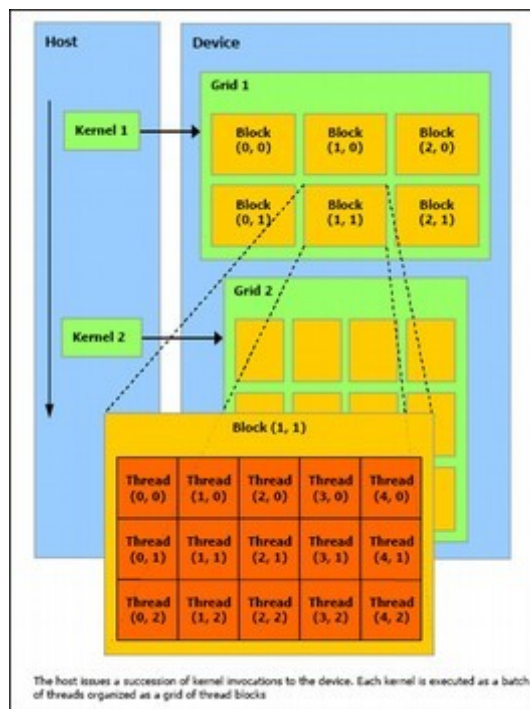 Host
Device
Grid 1
Kernel 1
Block Block Block
(0, 0) (1, 0) (2, 0)
Block Block Block
(0, 1) (1, 1) (2, 1)
Grid 2
Kernel 2
Block (1, 1)
Thread Thread Thread Thread Thread
(0, 0) (1, 0) (2, 0) (3, 0) (4, 0)
Thread Thread Thread Thread Thread
(0, 1) (1, 1) (2, 1) (3, 1) (4, 1)
Thread Thread Thread Thread Thread
(0, 2) (1, 2) (2, 2) (3, 2) (4, 2)
The host issues a succession of kernel invocations to the device. Each kernel is executed as a batch
of threads organized as a grid of thread blocks